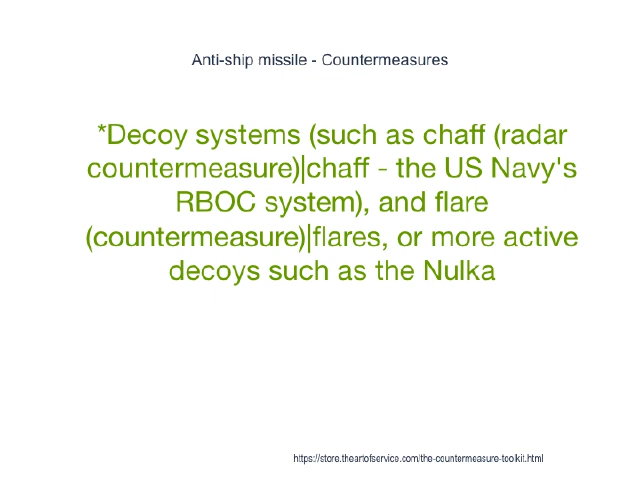 Anti-ship missile - Countermeasures
*Decoy systems (such as chaff (radar
countermeasure)|chaff - the US Navy's
RBOC system), and flare
(countermeasure)|flares, or more active
decoys such as the Nulka
https://store.theartofservice.com/the-countermeasure-toolkit.html